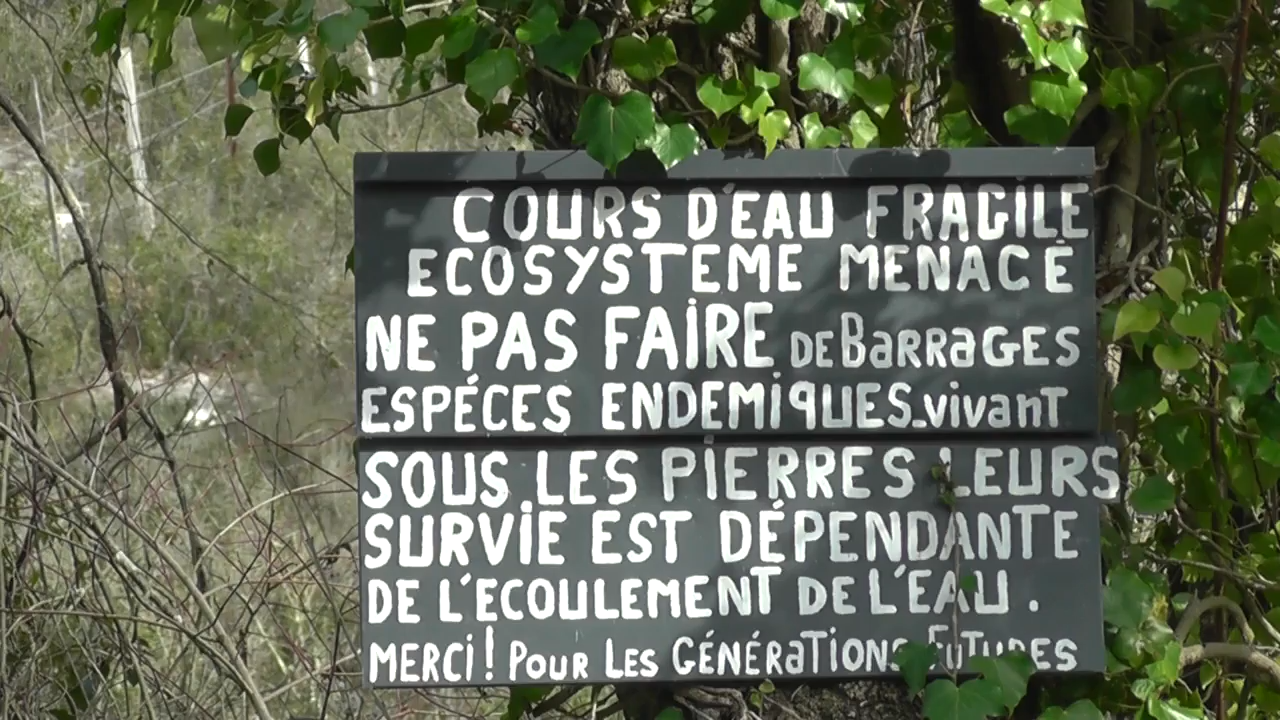 COURS D'EAU FRAGILE
ECOSYSTEME MENACÉ
NE PAS FAIRE DE BARRAGES
ESPÉCES ENDEMIQUES vivant
SOUS LES PIERRES LEURS
SURVIE EST DÉPENDANTE
DE L'ECOULEMENT DE L'EAU.
MERCI! POUR LES GÉNÉRATIONS FUTURES